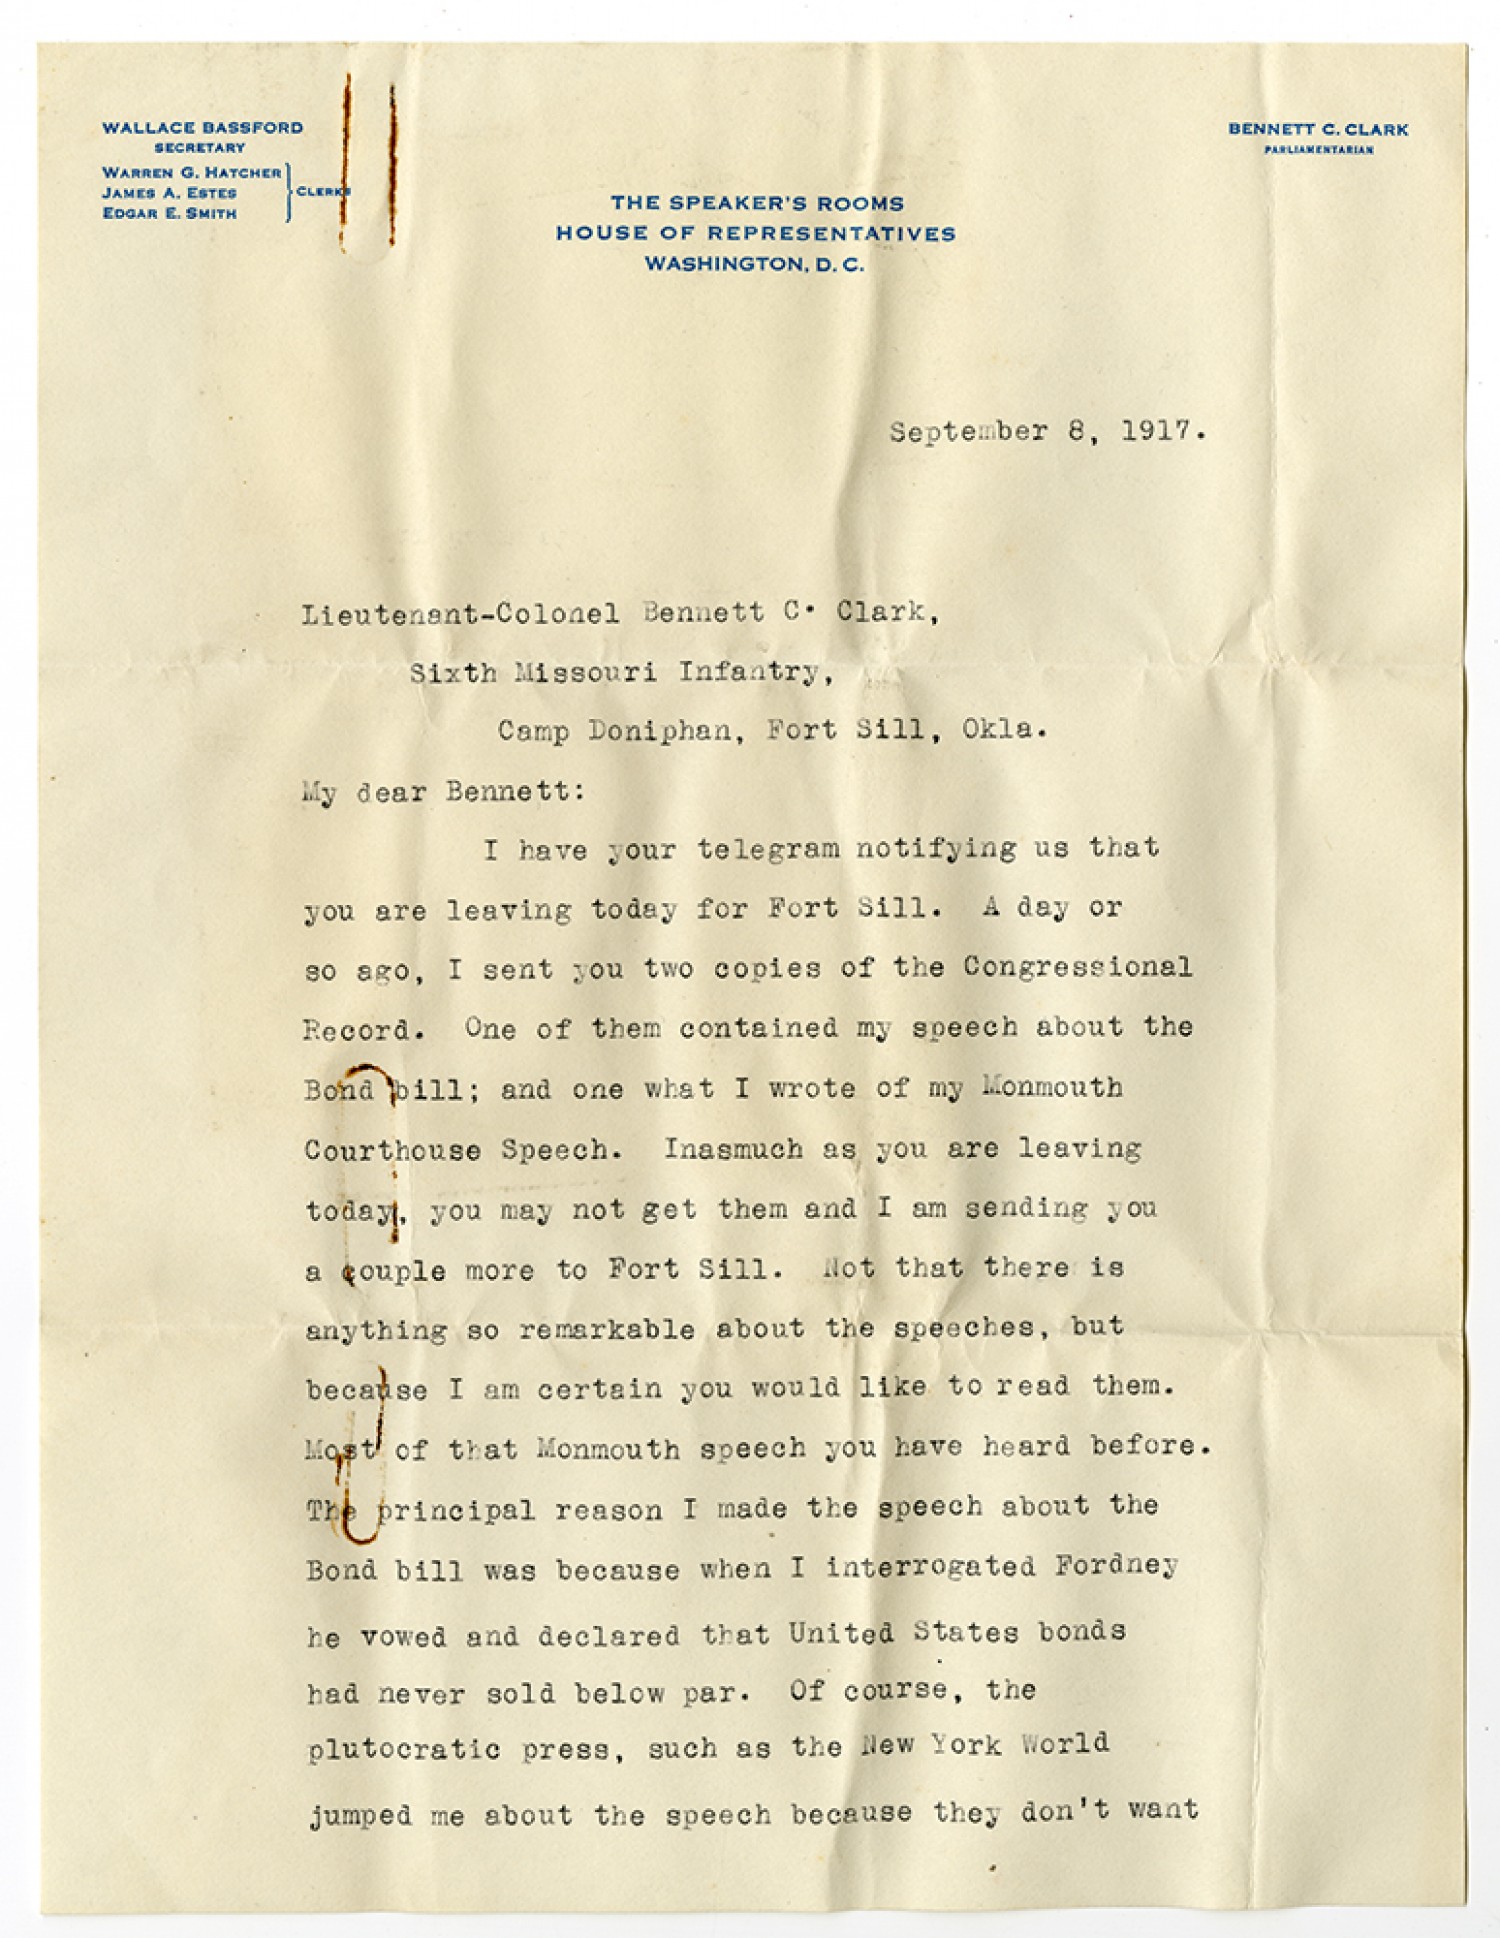 WALLACE BASSFORD
SECRETARY
WARREN G. HATCHER
JAMES A. ESTES
EDGAR E. SMITH
CLERKS
BENNETT C. CLARK
PARLIAMENTARIAN
THE SPEAKER'S ROOMS
HOUSE OF REPRESENTATIVES
WASHINGTON, D. C.
September 8, 1917.
Lieutenant-Colonel Bennett C. Clark,
Sixth Missouri Infantry,
Camp Doniphan, Fort Sill, Okla.
My dear Bennett:
I have your telegram notifying us that
you are leaving today for Fort Sill. A day or
so ago, I sent you two copies of the Congressional
Record. One of them contained my speech about the
Bond bill; and one what I wrote of my Monmouth
Courthouse Speech. Inasmuch as you are leaving
today, you may not get them and I am sending you
a couple more to Fort Sill. Not that there is
anything so remarkable about the speeches, but
because I am certain you would like to read them.
Most of that Monmouth speech you have heard before.
The principal reason I made the speech about the
Bond bill was because when I interrogated Fordney
he vowed and declared that United States bonds
had never sold below par. Of course, the
plutocratic press, such as the New York World
jumped me about the speech because they don't want